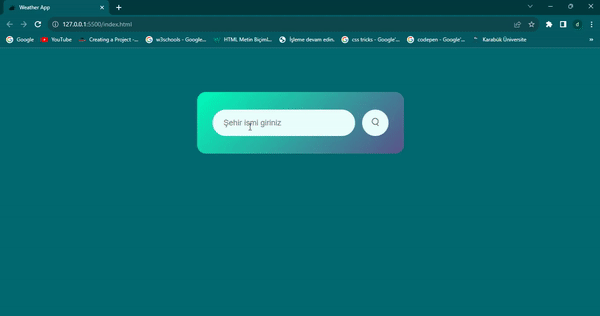 Weather App
127.0.0.1:5500/index.html
d
Google YouTube Creating a Project -... w3schools - Google... HTML Metin Biçiml... İşleme devam edin. css tricks - Google'... codepen - Google'... Karabük Üniversite »
Şehir ismi giriniz